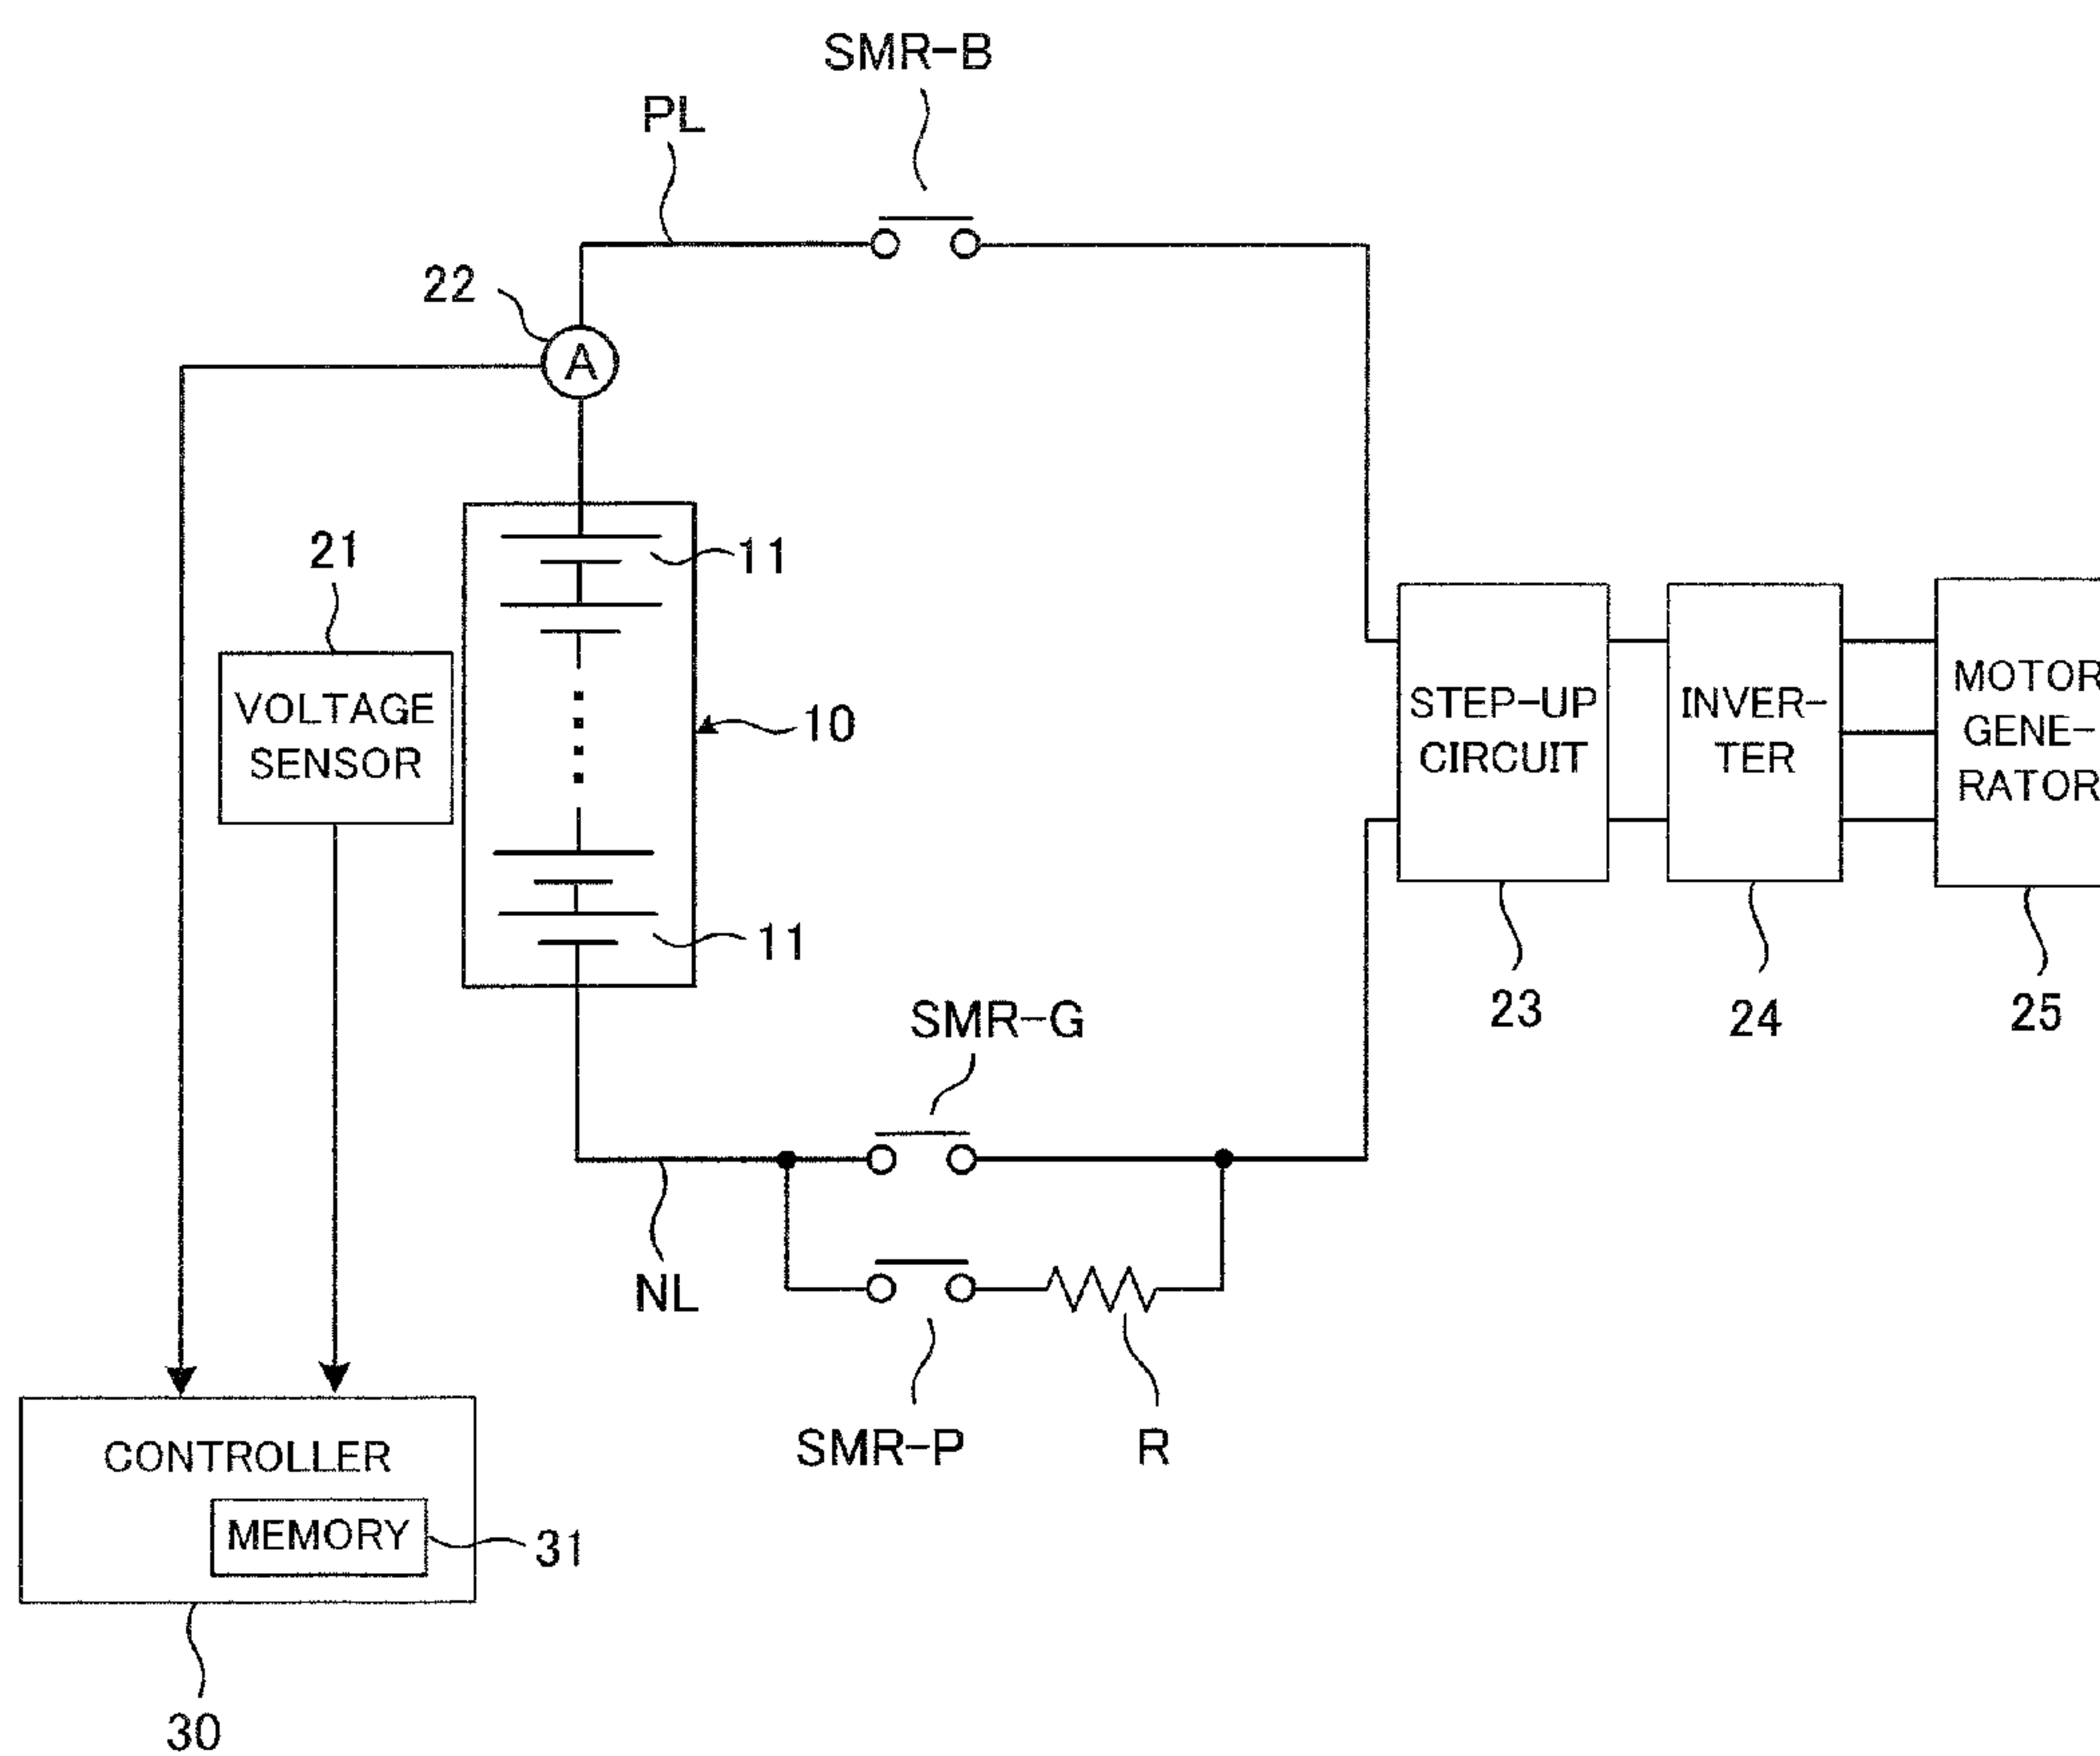 SMR-B
PL
22
A
21
11
10
VOLTAGE
SENSOR
11
STEP-UP
CIRCUIT
INVER-
TER
MOTOR
GENE-
RATOR
23
24
25
SMR-G
NL
SMR-P
R
CONTROLLER
MEMORY
31
30